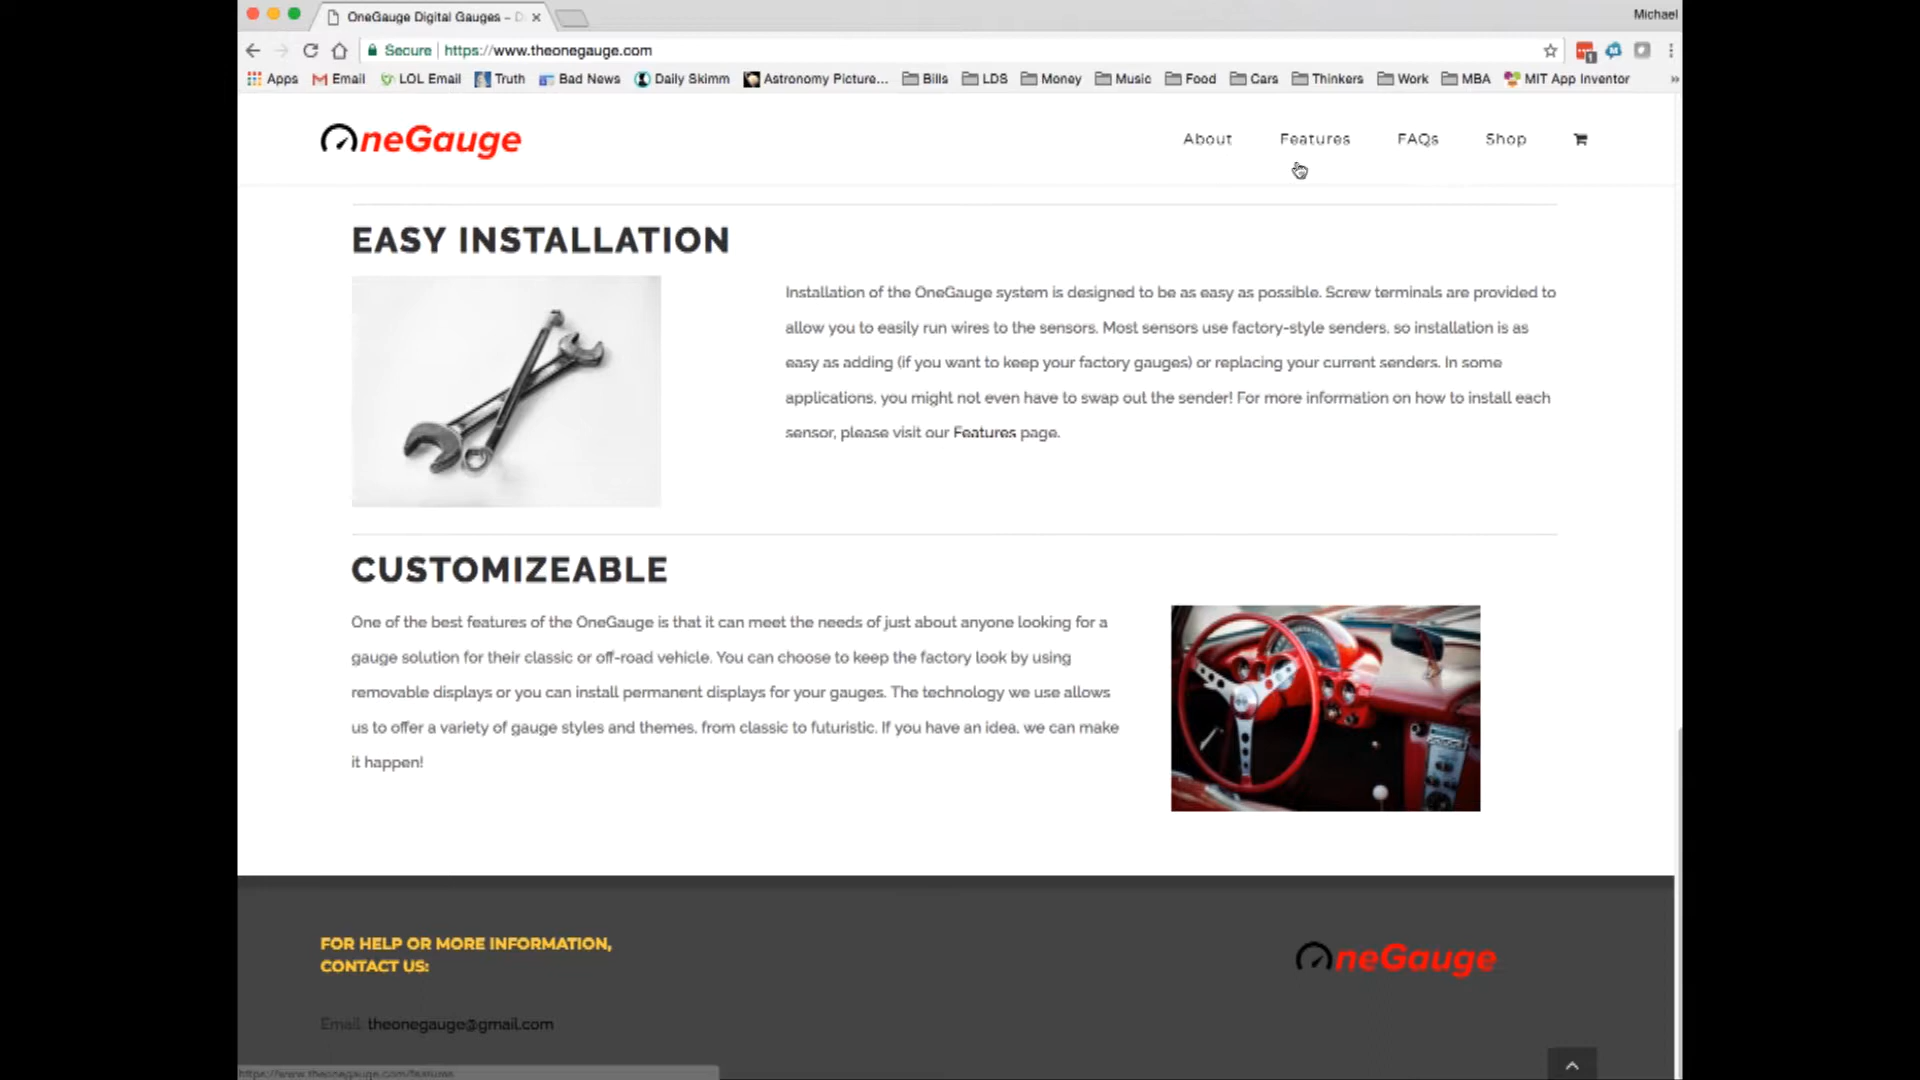 OneGauge Digital Gauges – D
Michael
Secure https://www.theonegauge.com
1
Apps Email LOL Email Truth Bad News Daily Skimm Astronomy Picture... Bills LDS Money Music Food Cars Thinkers Work MBA MIT App Inventor »
OneGauge
About Features FAQs Shop
EASY INSTALLATION
Installation of the OneGauge system is designed to be as easy as possible. Screw terminals are provided to
allow you to easily run wires to the sensors. Most sensors use factory-style senders, so installation is as
easy as adding (if you want to keep your factory gauges) or replacing your current senders. In some
applications, you might not even have to swap out the sender! For more information on how to install each
sensor, please visit our Features page.
CUSTOMIZEABLE
One of the best features of the OneGauge is that it can meet the needs of just about anyone looking for a
gauge solution for their classic or off-road vehicle. You can choose to keep the factory look by using
removable displays or you can install permanent displays for your gauges. The technology we use allows
us to offer a variety of gauge styles and themes, from classic to futuristic. If you have an idea, we can make
it happen!
FOR HELP OR MORE INFORMATION,
CONTACT US:
OneGauge
Email: theonegauge@gmail.com
https://www.theonegauge.com/features